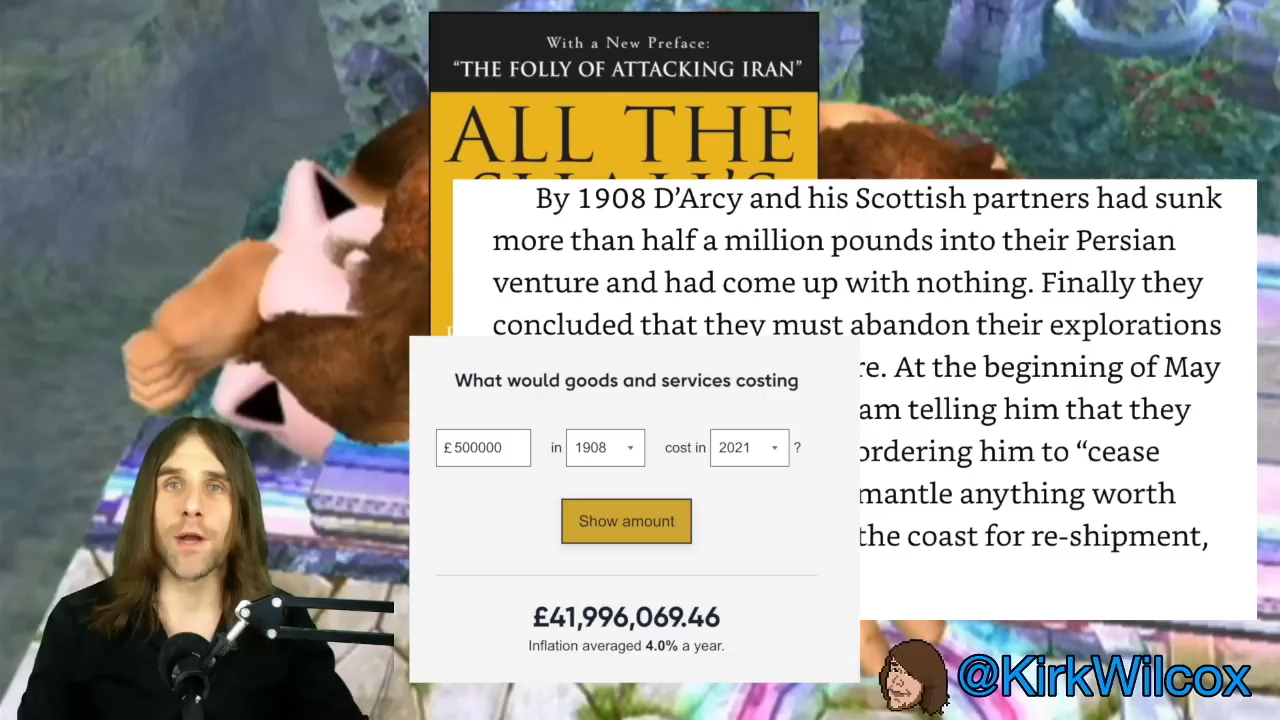 With a New Preface:
"THE FOLLY OF ATTACKING IRAN"
ALL THE
SHAH'S
By 1908 D'Arcy and his Scottish partners had sunk
more than half a million pounds into their Persian
venture and had come up with nothing. Finally they
concluded that they must abandon their explorations
re. At the beginning of May
am telling him that they
ordering him to "cease
mantle anything worth
the coast for re-shipment,
What would goods and services costing
£ 500000 in 1908 cost in 2021 ?
Show amount
£41,996,069.46
Inflation averaged 4.0% a year.
@KirkWilcox